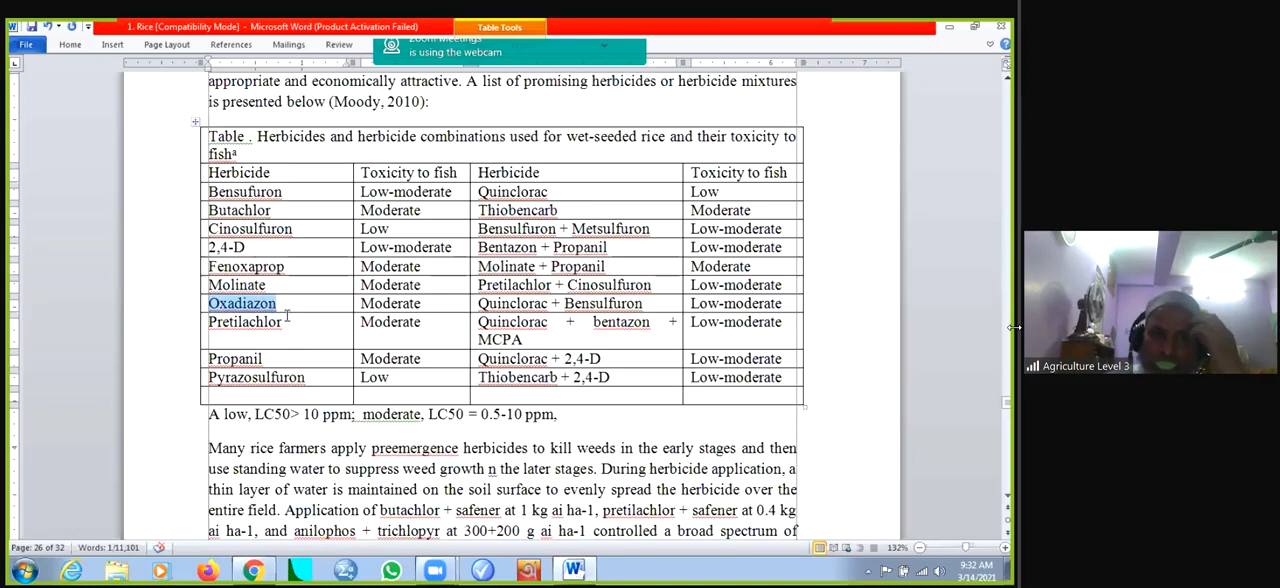 1. Rice [Compatibility Mode] - Microsoft Word (Product Activation Failed)
Table Tools
File Home Insert Page Layout References Mailings Review
Zoom Meetings
is using the webcam
appropriate and economically attractive. A list of promising herbicides or herbicide mixtures
is presented below (Moody, 2010):
Table . Herbicides and herbicide combinations used for wet-seeded rice and their toxicity to
fishᵃ
Herbicide Toxicity to fish Herbicide Toxicity to fish
Bensufuron Low-moderate Quinclorac Low
Butachlor Moderate Thiobencarb Moderate
Cinosulfuron Low Bensulfuron + Metsulfuron Low-moderate
2,4-D Low-moderate Bentazon + Propanil Low-moderate
Fenoxaprop Moderate Molinate + Propanil Moderate
Molinate Moderate Pretilachlor + Cinosulfuron Low-moderate
Oxadiazon Moderate Quinclorac + Bensulfuron Low-moderate
Pretilachlor Moderate Quinclorac + bentazon + Low-moderate
MCPA
Propanil Moderate Quinclorac + 2,4-D Low-moderate
Pyrazosulfuron Low Thiobencarb + 2,4-D Low-moderate
A low, LC50> 10 ppm; moderate, LC50 = 0.5-10 ppm,
Many rice farmers apply preemergence herbicides to kill weeds in the early stages and then
use standing water to suppress weed growth n the later stages. During herbicide application, a
thin layer of water is maintained on the soil surface to evenly spread the herbicide over the
entire field. Application of butachlor + safener at 1 kg ai ha-1, pretilachlor + safener at 0.4 kg
ai ha-1, and anilophos + trichlopyr at 300+200 g ai ha-1 controlled a broad spectrum of
Agriculture Level 3
Page: 26 of 32 Words: 1/11,101 132%
9:32 AM
3/14/2021